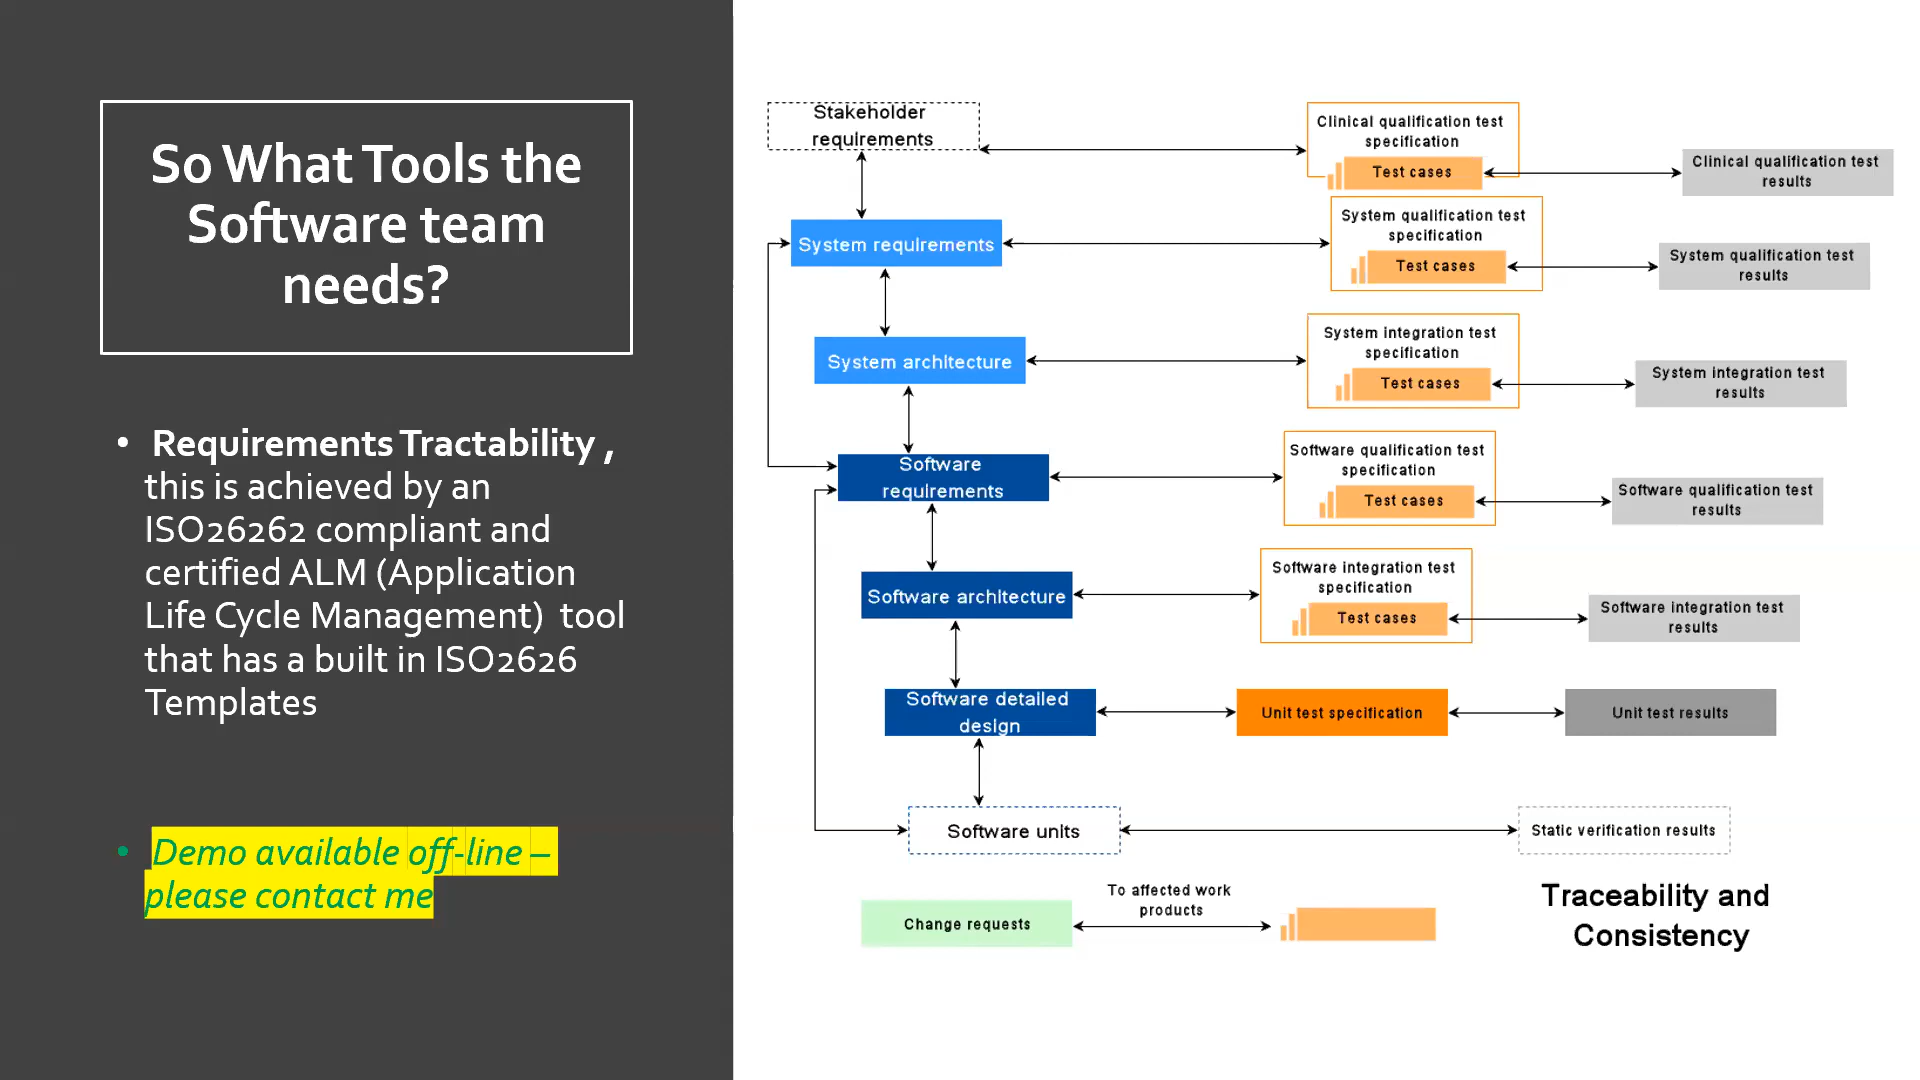 So What Tools the
Software team
needs?
• Requirements Tractability ,
this is achieved by an
ISO26262 compliant and
certified ALM (Application
Life Cycle Management) tool
that has a built in ISO2626
Templates
• Demo available off-line –
please contact me
Stakeholder
requirements
Clinical qualification test
specification
Test cases
Clinical qualification test
results
System requirements
System qualification test
specification
Test cases
System qualification test
results
System architecture
System integration test
specification
Test cases
System integration test
results
Software
requirements
Software qualification test
specification
Test cases
Software qualification test
results
Software architecture
Software integration test
specification
Test cases
Software integration test
results
Software detailed
design
Unit test specification
Unit test results
Software units
Static verification results
Change requests
To affected work
products
Traceability and
Consistency